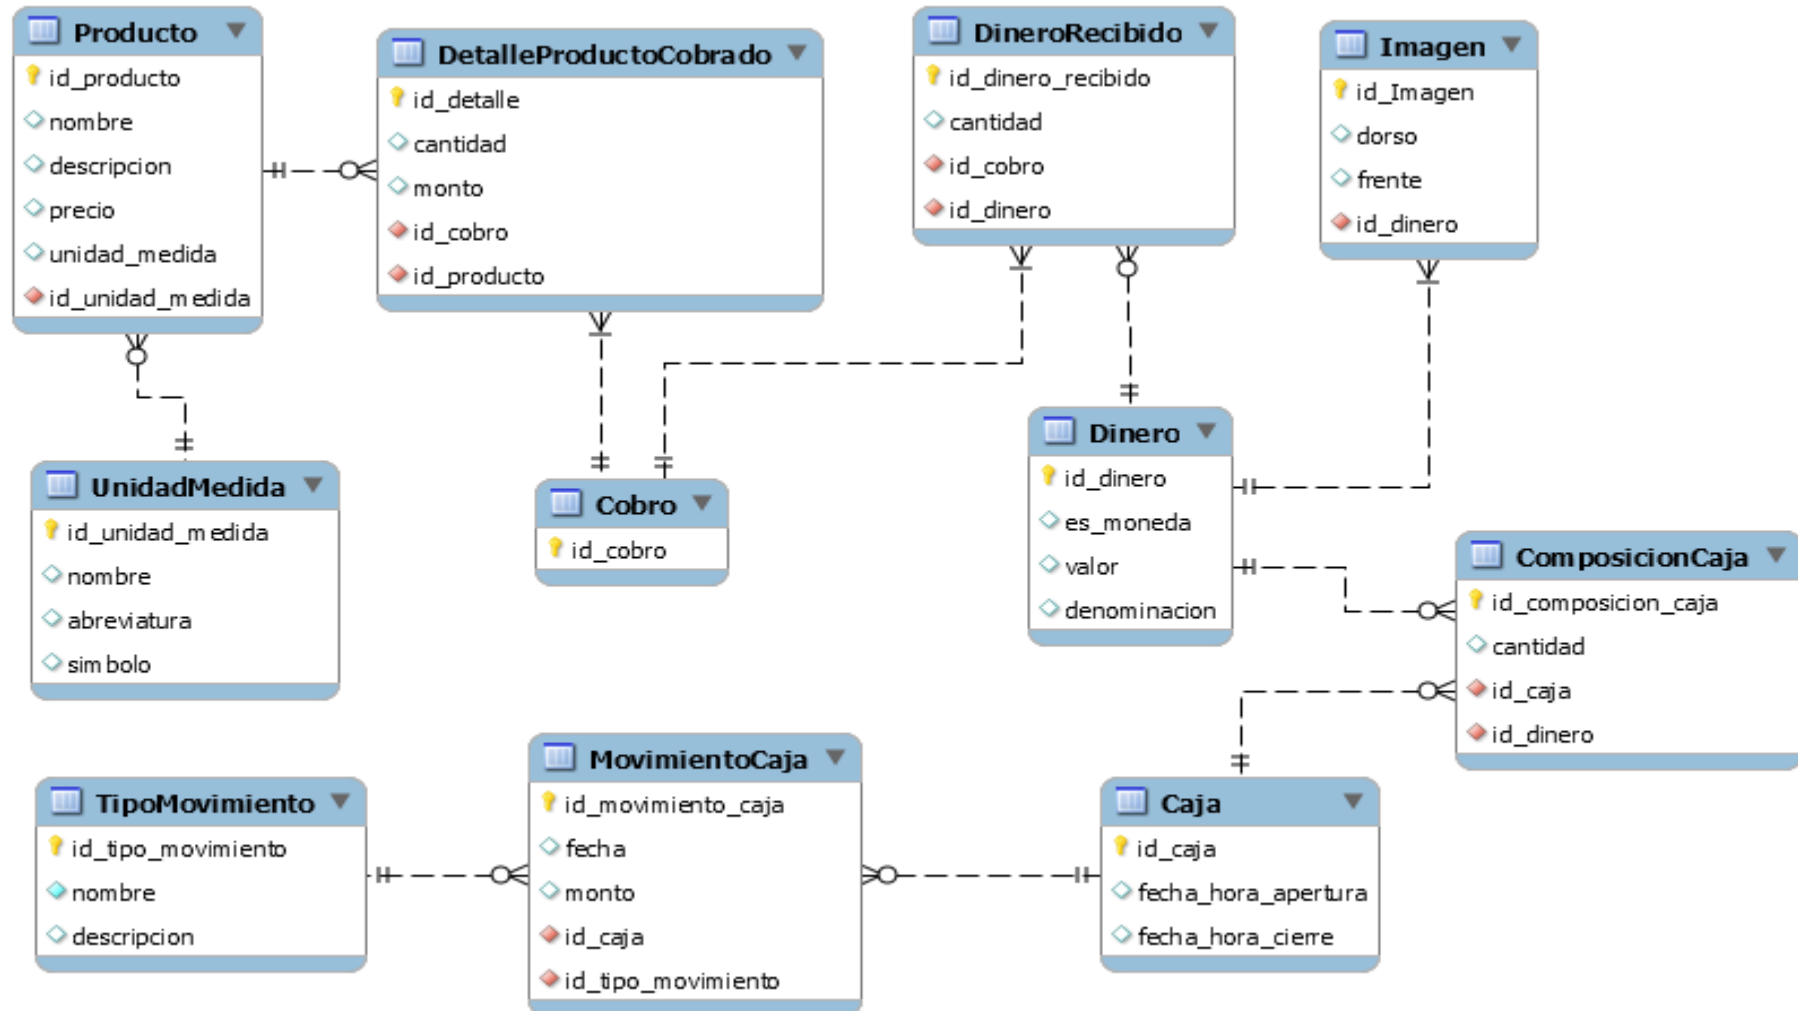 Producto
id_producto
nombre
descripcion
precio
unidad_medida
id_unidad_medida
DetalleProductoCobrado
id_detalle
cantidad
monto
id_cobro
id_producto
DineroRecibido
id_dinero_recibido
cantidad
id_cobro
id_dinero
Imagen
id_Imagen
dorso
frente
id_dinero
UnidadMedida
id_unidad_medida
nombre
abreviatura
simbolo
Cobro
id_cobro
Dinero
id_dinero
es_moneda
valor
denominacion
ComposicionCaja
id_composicion_caja
cantidad
id_caja
id_dinero
TipoMovimiento
id_tipo_movimiento
nombre
descripcion
MovimientoCaja
id_movimiento_caja
fecha
monto
id_caja
id_tipo_movimiento
Caja
id_caja
fecha_hora_apertura
fecha_hora_cierre